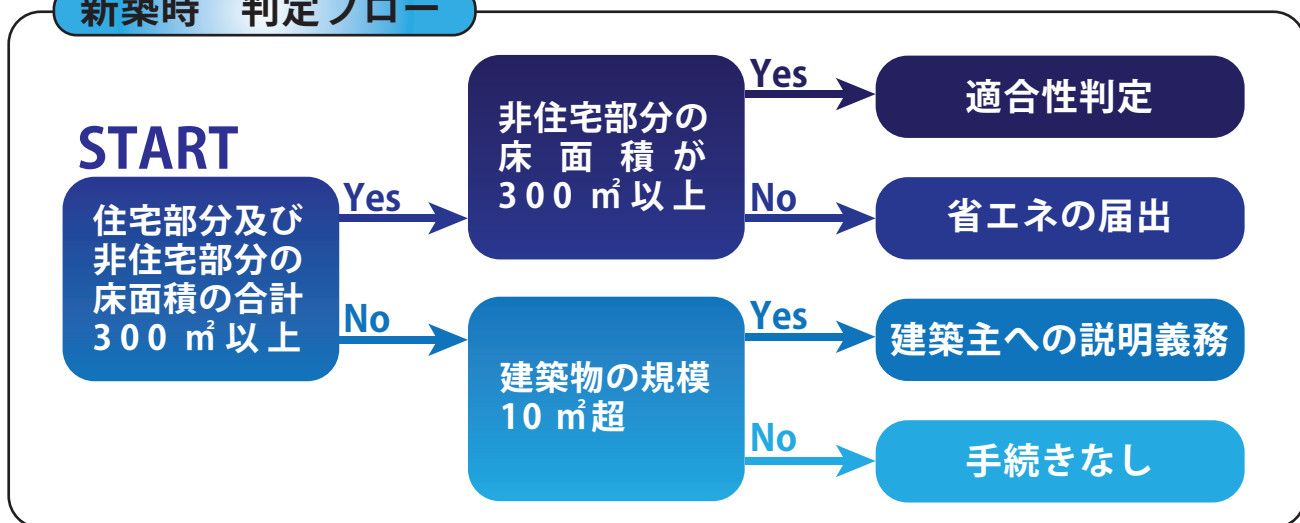 新築時 判定フロー
START
住宅部分及び
非住宅部分の
床面積の合計
300 ㎡以上
Yes
No
非住宅部分の
床面積が
300 ㎡以上
Yes
適合性判定
No
省エネの届出
建築物の規模
10 ㎡超
Yes
建築主への説明義務
No
手続きなし